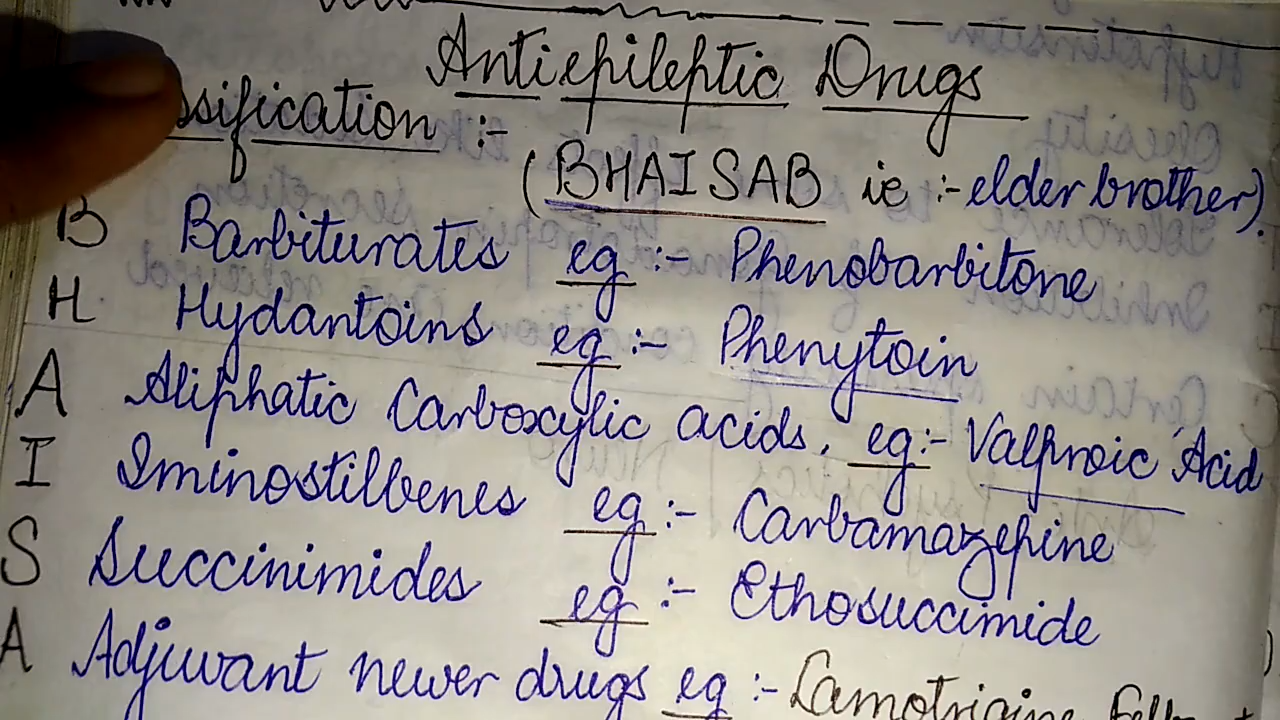 Antiepileptic Drugs
ssification :-
(BHAISAB ie :- elder brother).
B Barbiturates eg :- Phenobarbitone
H Hydantoins eg :- Phenytoin
A Aliphatic Carboxylic acids. eg:- Valproic Acid
I Iminostilbenes eg :- Carbamazepine
S Succinimides eg :- Ethosuccimide
A Adjuvant newer drugs eg :- Lamotrigine